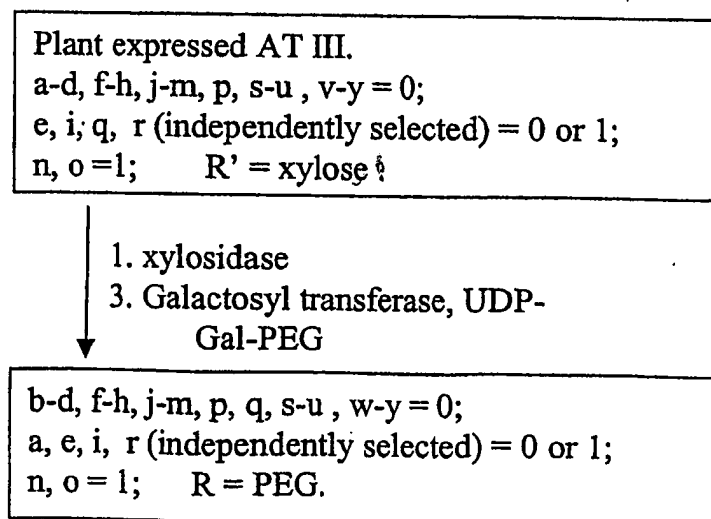 Plant expressed AT III.
a-d, f-h, j-m, p, s-u , v-y = 0;
e, i, q, r (independently selected) = 0 or 1;
n, o =1; R' = xylose
1. xylosidase
3. Galactosyl transferase, UDP-
Gal-PEG
b-d, f-h, j-m, p, q, s-u , w-y = 0;
a, e, i, r (independently selected) = 0 or 1;
n, o = 1; R = PEG.